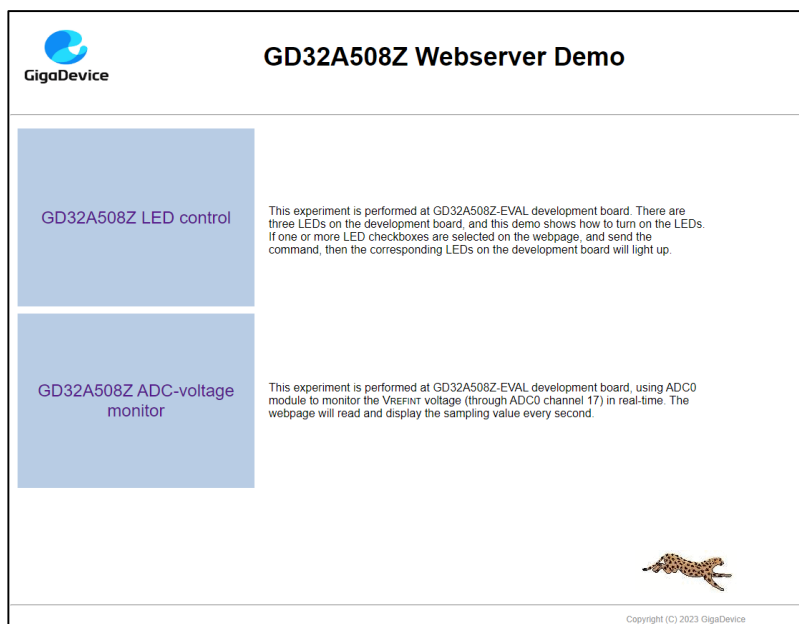 GigaDevice
GD32A508Z Webserver Demo
GD32A508Z LED control
This experiment is performed at GD32A508Z-EVAL development board. There are
three LEDs on the development board, and this demo shows how to turn on the LEDs.
If one or more LED checkboxes are selected on the webpage, and send the
command, then the corresponding LEDs on the development board will light up.
GD32A508Z ADC-voltage
monitor
This experiment is performed at GD32A508Z-EVAL development board, using ADC0
module to monitor the VREFINT voltage (through ADC0 channel 17) in real-time. The
webpage will read and display the sampling value every second.
Copyright (C) 2023 GigaDevice